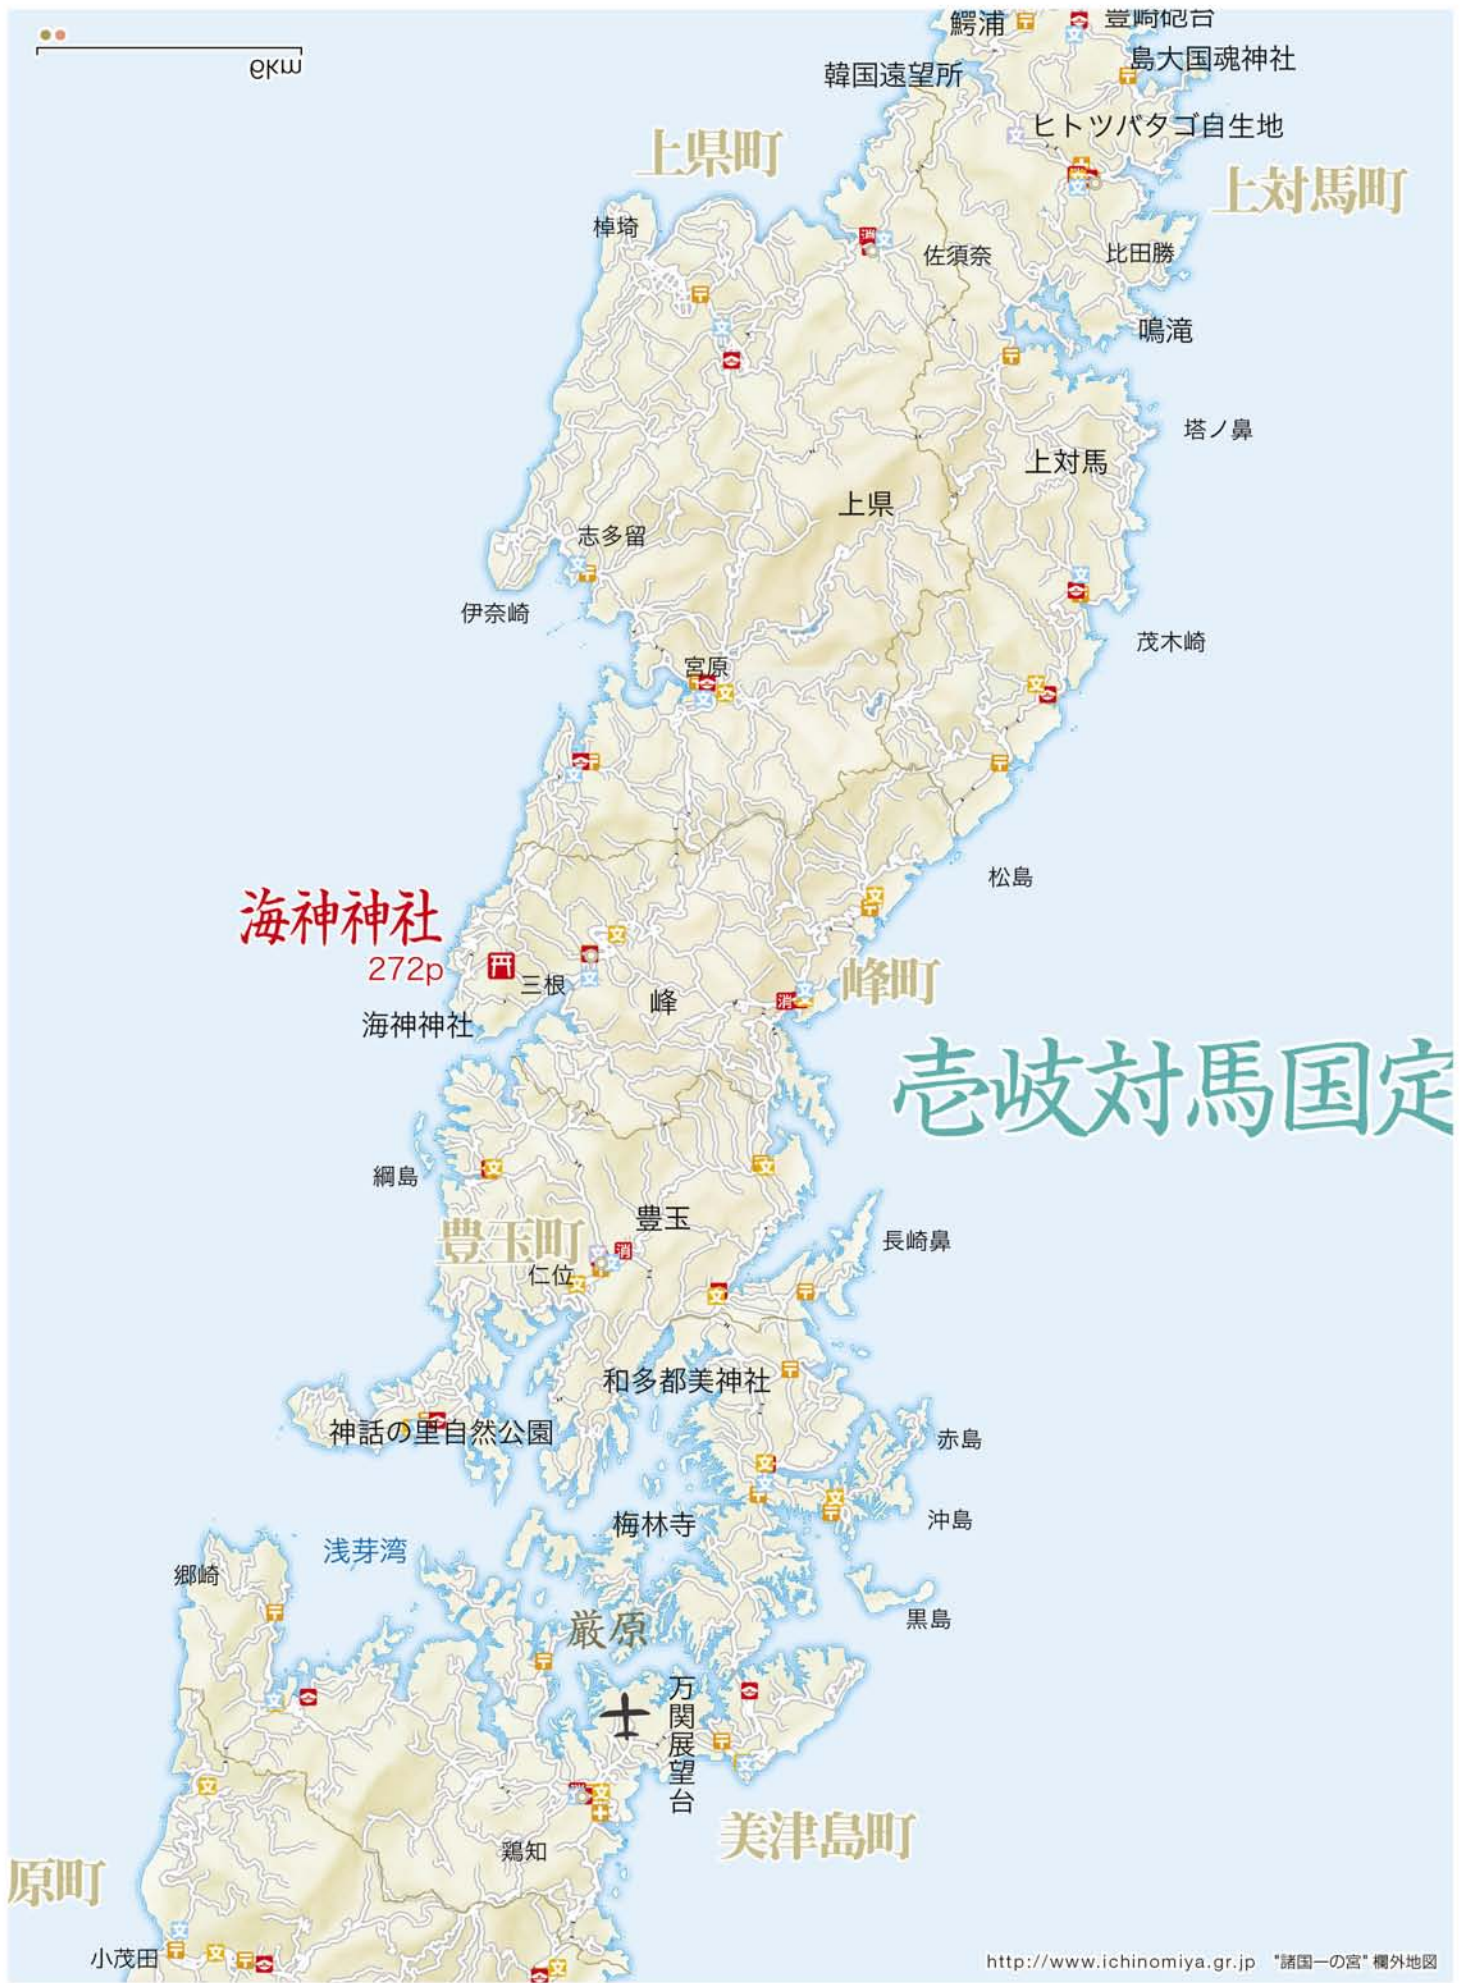 鰐浦
豊崎砲台
6km
島大国魂神社
韓国遠望所
ヒトツバタゴ自生地
上県町
上対馬町
棹埼
佐須奈
比田勝
鳴滝
塔ノ鼻
上対馬
上県
志多留
伊奈崎
茂木崎
宮原
松島
海神神社
272p
三根
峰町
峰
海神神社
壱岐対馬国定
綱島
豊玉
豊玉町
長崎鼻
仁位
和多都美神社
神話の里自然公園
赤島
沖島
梅林寺
浅芽湾
郷崎
黒島
厳原
万関展望台
美津島町
鶏知
原町
小茂田
http://www.ichinomiya.gr.jp "諸国一の宮" 欄外地図